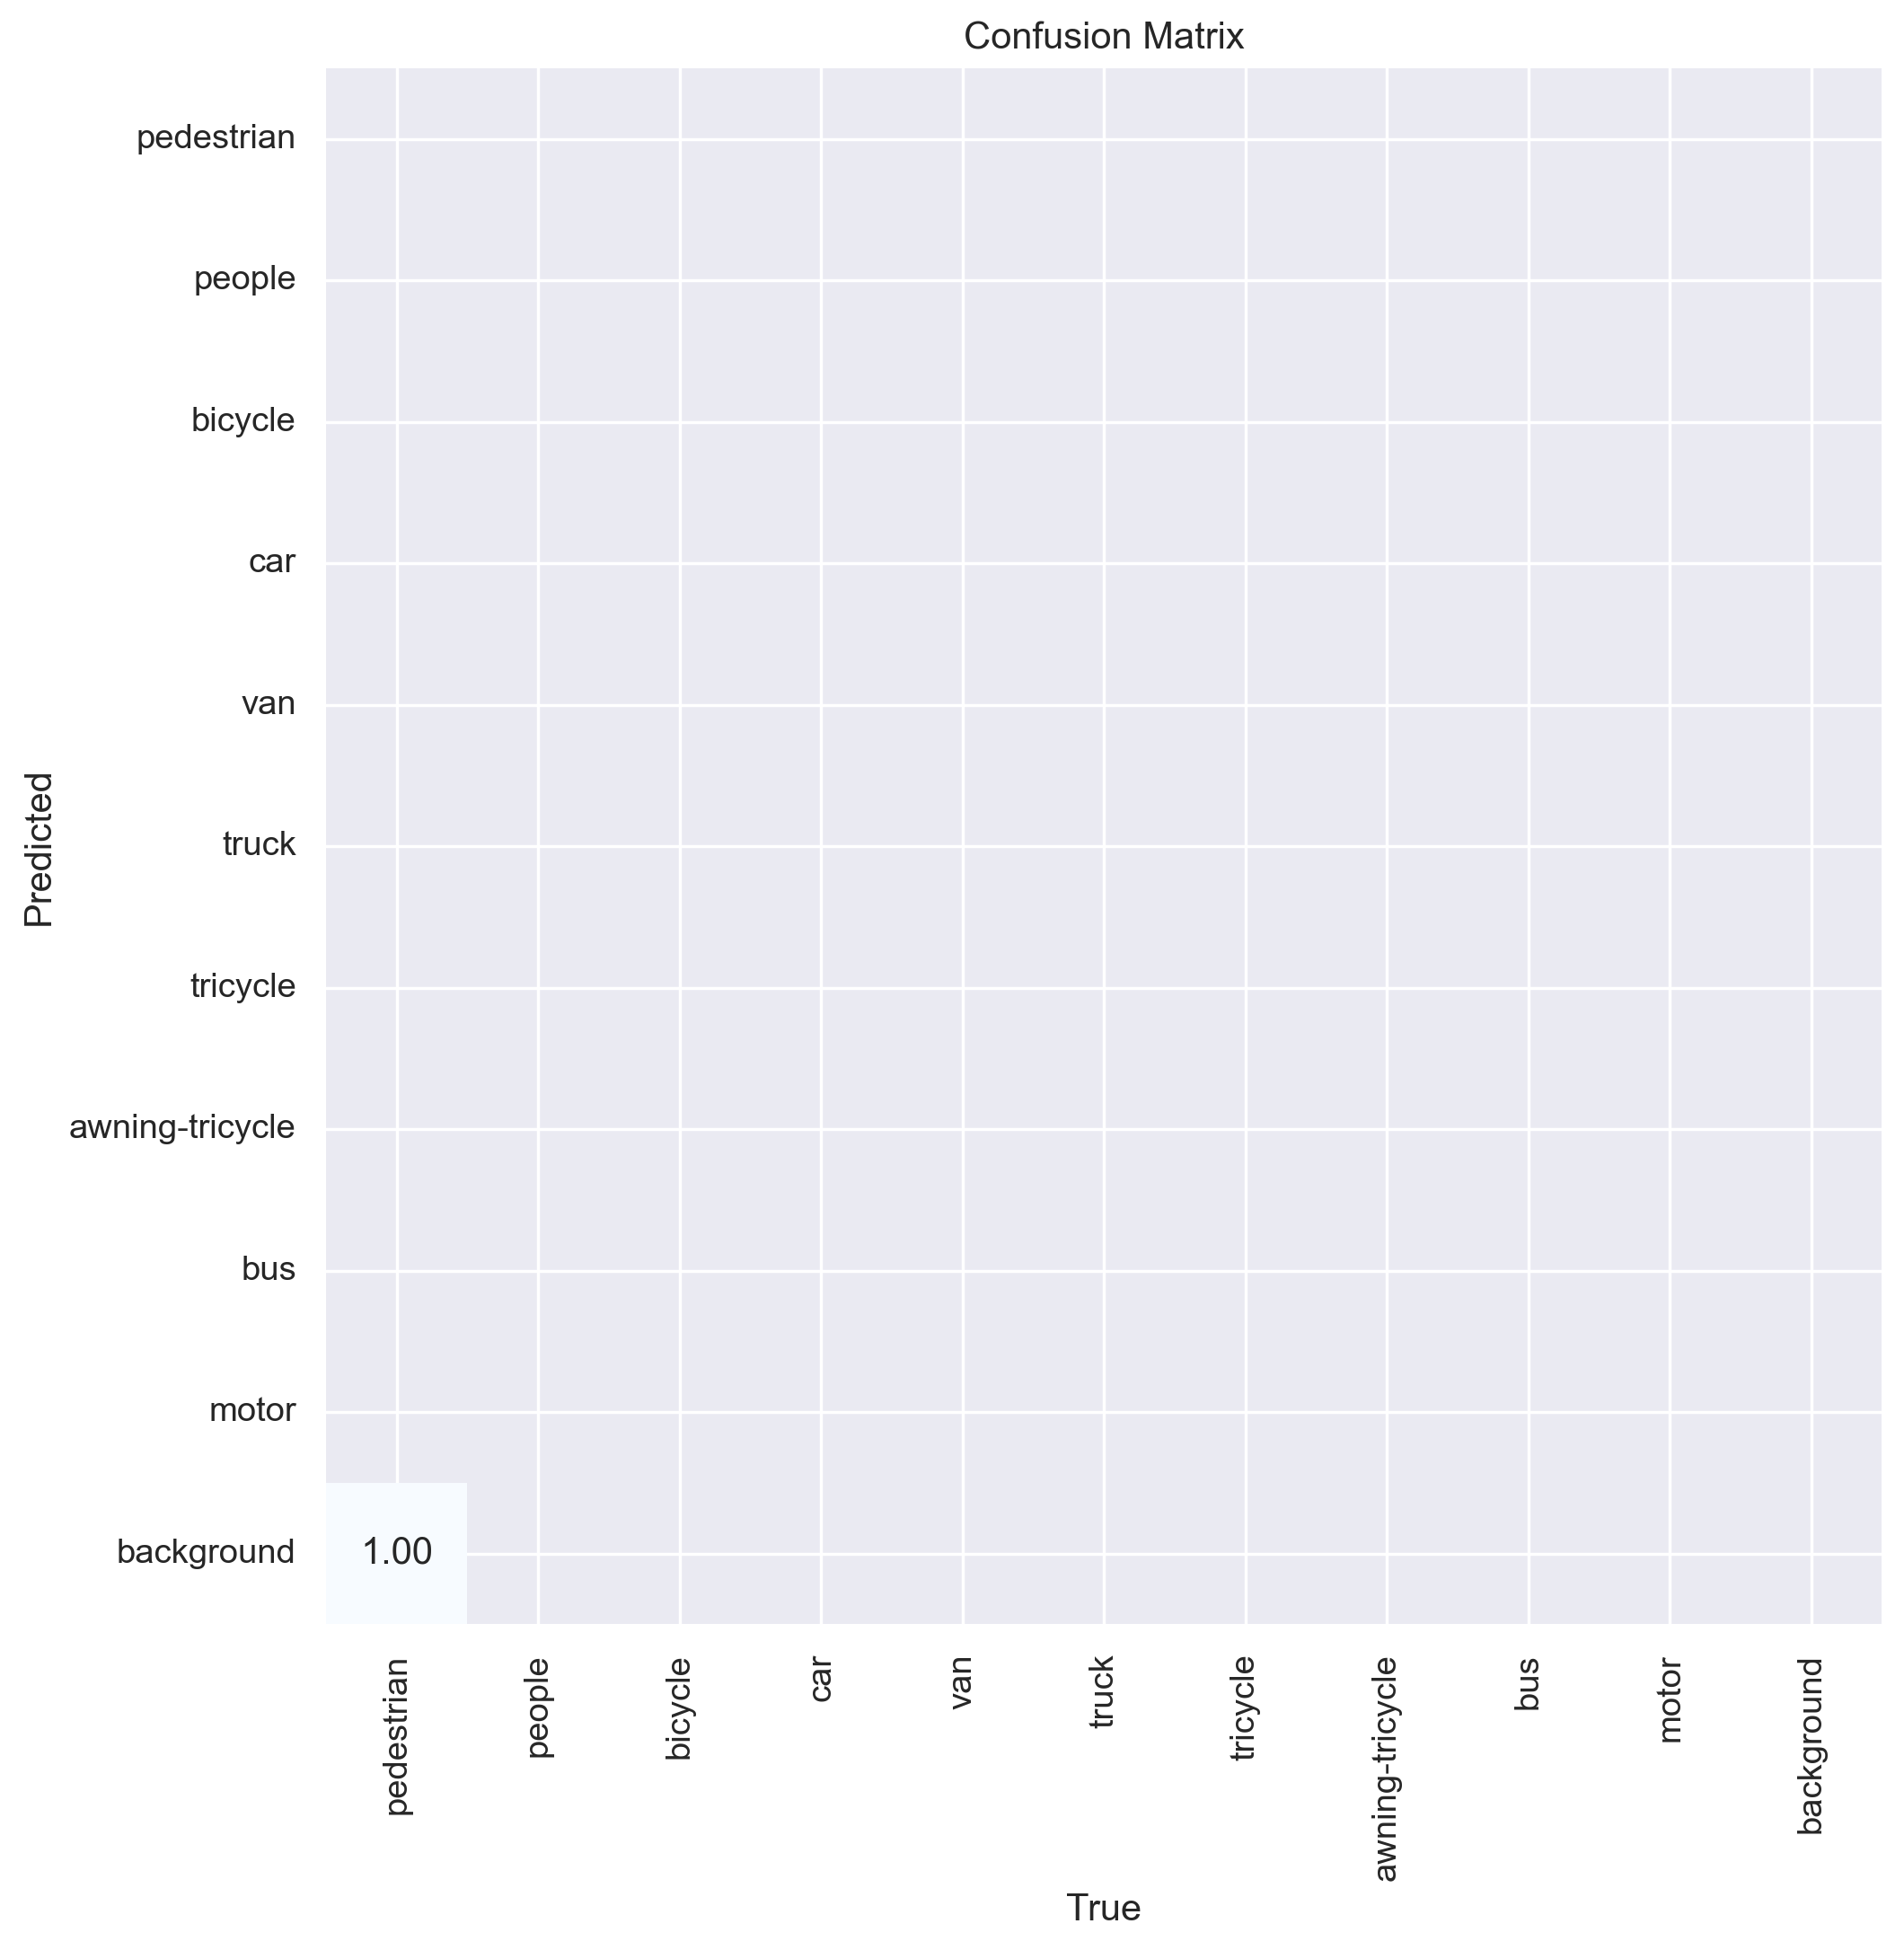 Confusion Matrix
pedestrian
people
bicycle
car
van
truck
tricycle
awning-tricycle
bus
motor
background
Predicted
1.00
pedestrian
people
bicycle
car
van
truck
tricycle
awning-tricycle
bus
motor
background
True